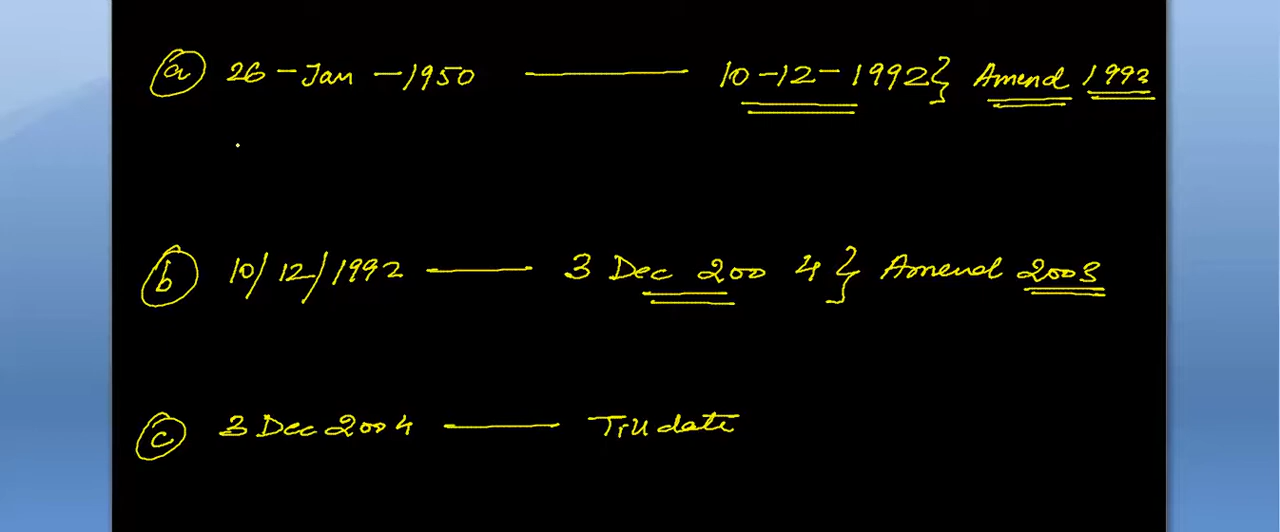 (a) 26 - Jan - 1950 —— 10 - 12 - 1992} Amend 1992
(b) 10/12/1992 —— 3 Dec 2004} Amend 2003
(c) 3 Dec 2004 —— Till date